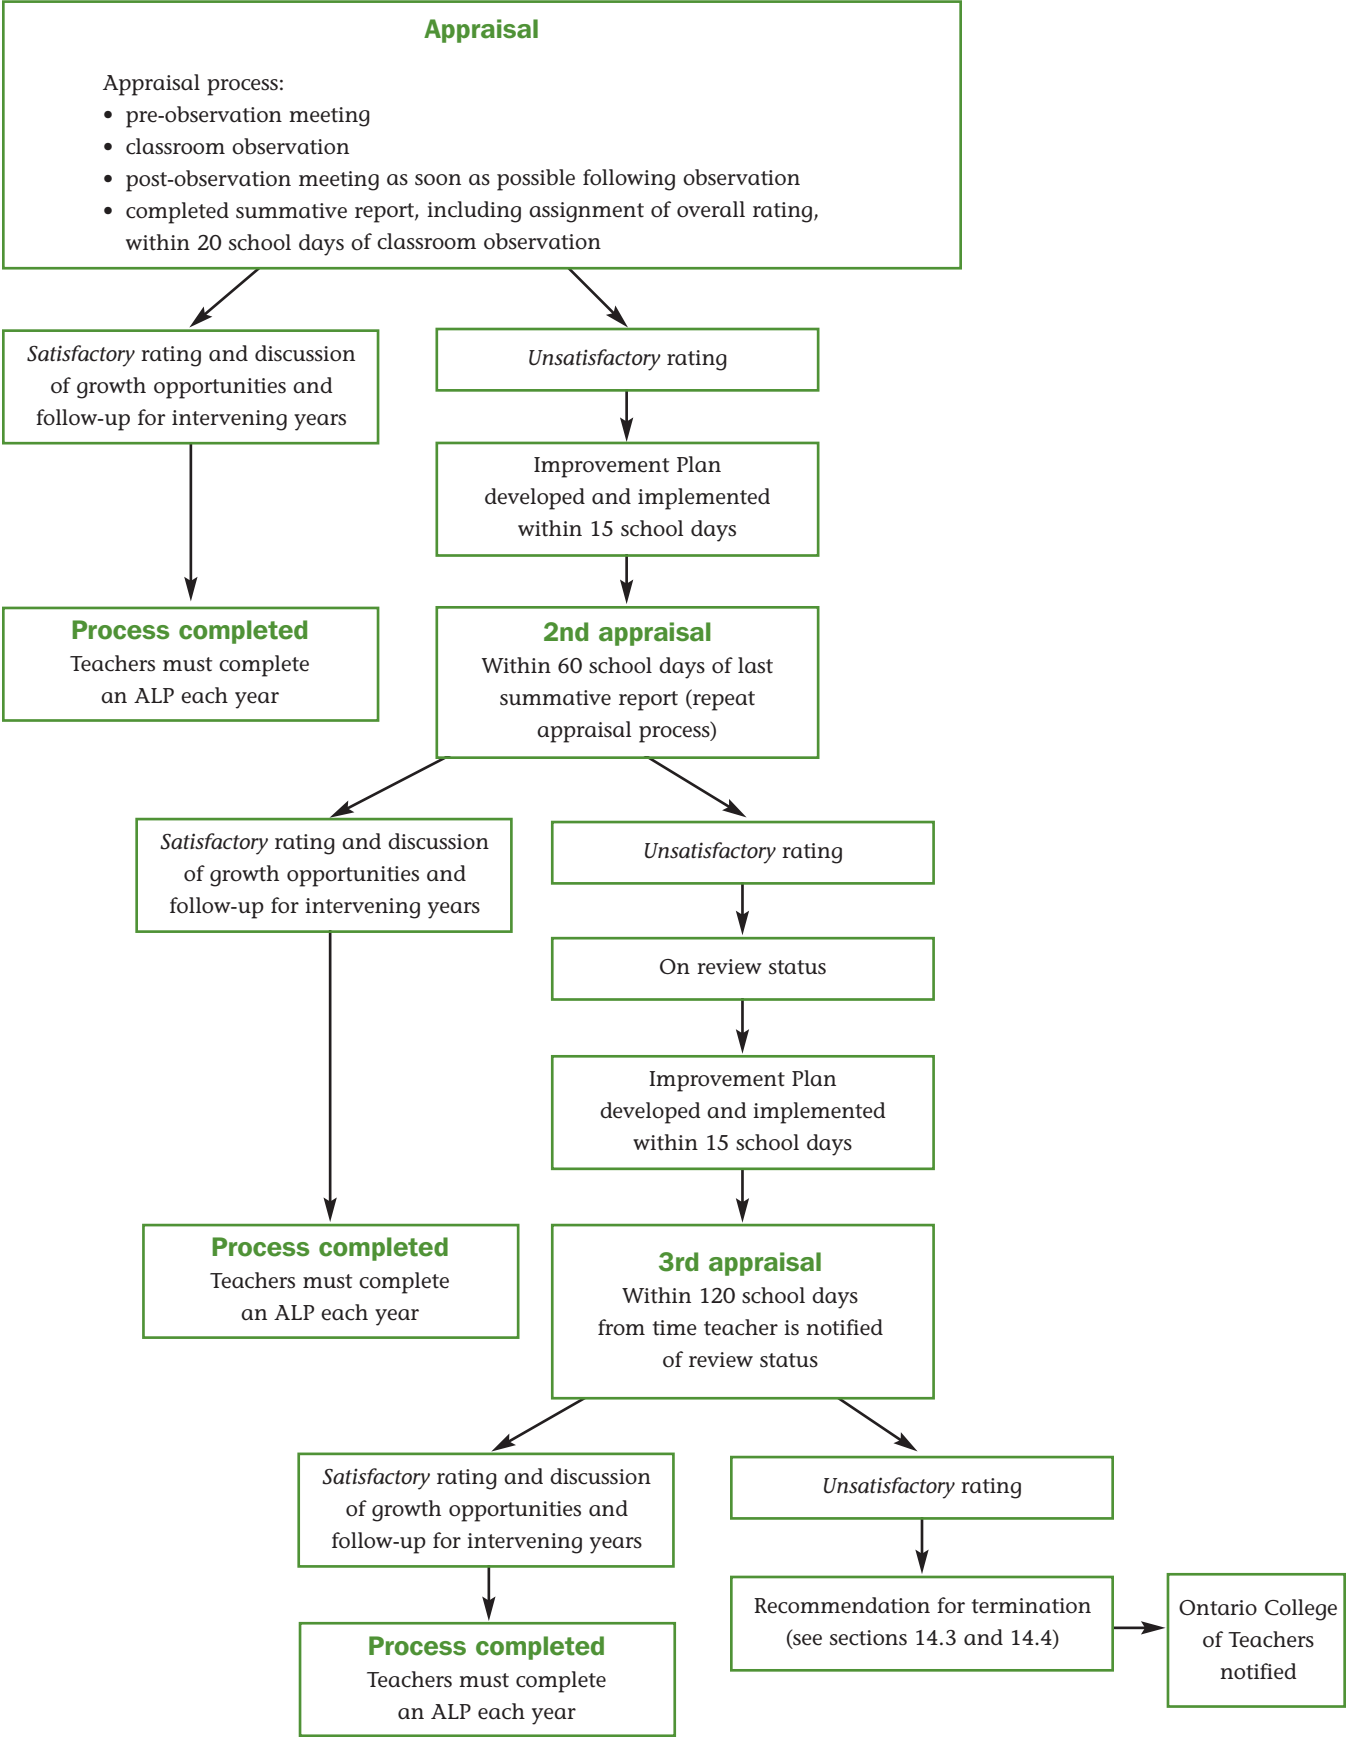 Appraisal
Appraisal process:
• pre-observation meeting
• classroom observation
• post-observation meeting as soon as possible following observation
• completed summative report, including assignment of overall rating,
within 20 school days of classroom observation
Satisfactory rating and discussion
of growth opportunities and
follow-up for intervening years
Unsatisfactory rating
Improvement Plan
developed and implemented
within 15 school days
Process completed
Teachers must complete
an ALP each year
2nd appraisal
Within 60 school days of last
summative report (repeat
appraisal process)
Satisfactory rating and discussion
of growth opportunities and
follow-up for intervening years
Unsatisfactory rating
On review status
Improvement Plan
developed and implemented
within 15 school days
Process completed
Teachers must complete
an ALP each year
3rd appraisal
Within 120 school days
from time teacher is notified
of review status
Satisfactory rating and discussion
of growth opportunities and
follow-up for intervening years
Unsatisfactory rating
Process completed
Teachers must complete
an ALP each year
Recommendation for termination
(see sections 14.3 and 14.4)
Ontario College
of Teachers
notified